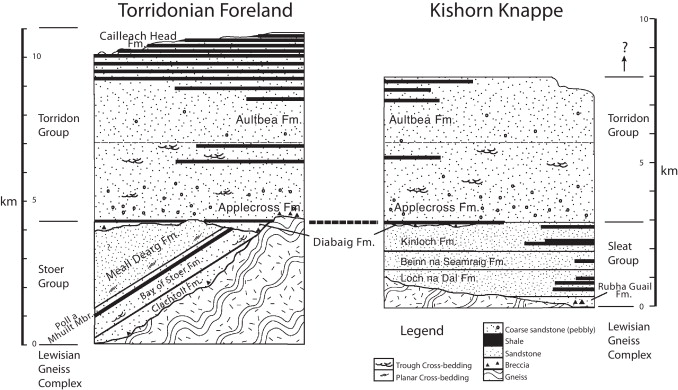 Torridonian Foreland
Kishorn Knappe
Cailleach Head
Fm.
10
10
?
Aultbea Fm.
Aultbea Fm.
Torridon
Group
Torridon
Group
km
5
5
km
Applecross Fm.
Applecross Fm.
Diabaig Fm.
Meall Dearg Fm.
Bay of Stoer Fm.
Clachton Fm.
Poll a
Mhuilt Mbr.
Stoer
Group
Kinloch Fm.
Beinn na Seamraig Fm.
Loch na Dal Fm.
Sleat
Group
Rubha Guail
Fm.
0
0
Lewisian
Gneiss
Complex
Lewisian
Gneiss
Complex
Legend
Coarse sandstone (pebbly)
Shale
Sandstone
Breccia
Gneiss
Trough Cross-bedding
Planar Cross-bedding